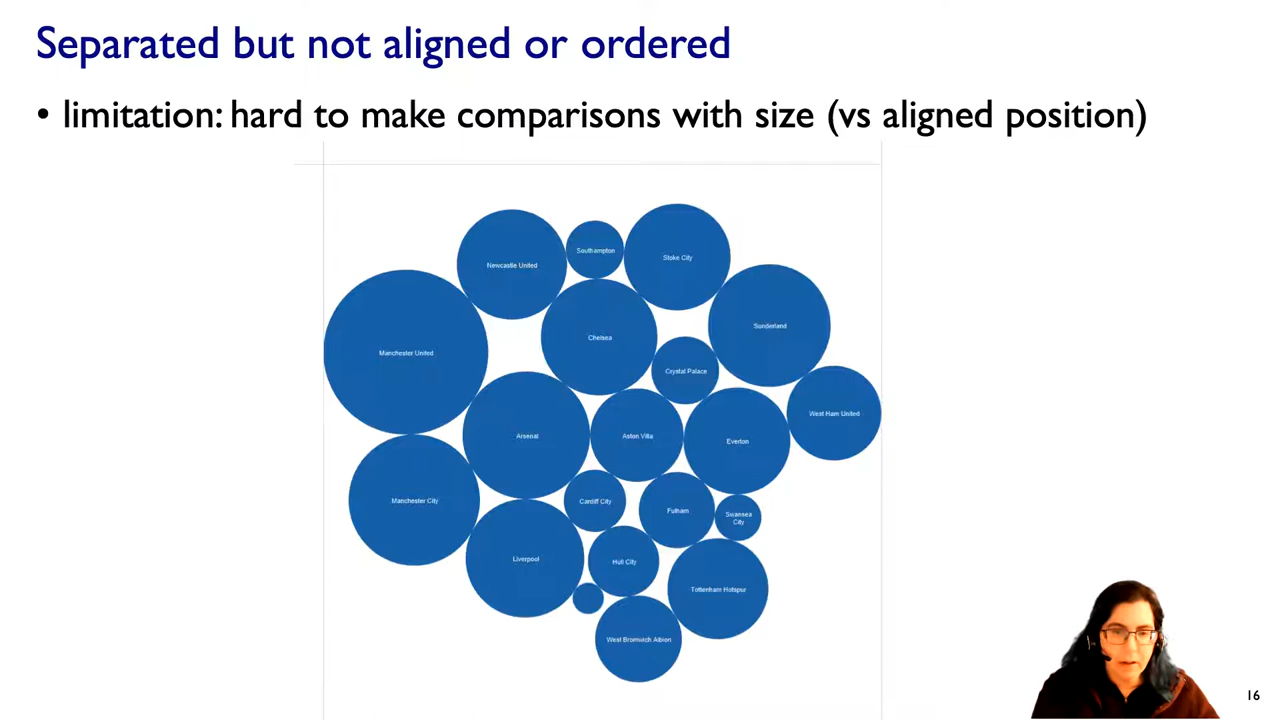 Separated but not aligned or ordered
• limitation: hard to make comparisons with size (vs aligned position)
Southampton
Stoke City
Newcastle United
Sunderland
Chelsea
Manchester United
Crystal Palace
West Ham United
Arsenal
Aston Villa
Everton
Manchester City
Cardiff City
Fulham
Swansea
City
Liverpool
Hull City
Tottenham Hotspur
West Bromwich Albion
16